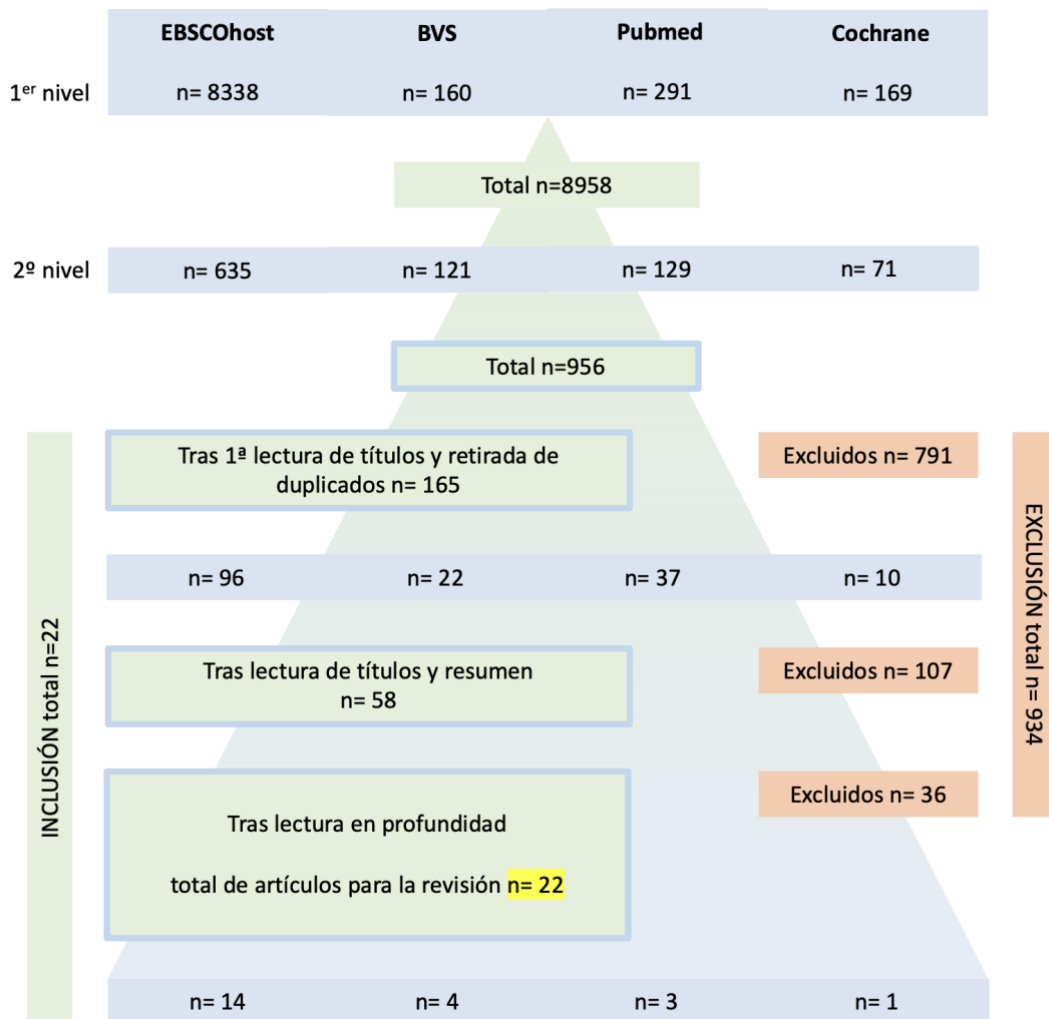 EBSCOhost BVS Pubmed Cochrane
1er nivel n= 8338 n= 160 n= 291 n= 169
Total n=8958
2º nivel n= 635 n= 121 n= 129 n= 71
Total n=956
Tras 1ª lectura de títulos y retirada de
duplicados n= 165
Excluidos n= 791
n= 96 n= 22 n= 37 n= 10
Tras lectura de títulos y resumen
n= 58
Excluidos n= 107
Tras lectura en profundidad
total de artículos para la revisión n= 22
Excluidos n= 36
n= 14 n= 4 n= 3 n= 1
INCLUSIÓN total n=22
EXCLUSIÓN total n= 934